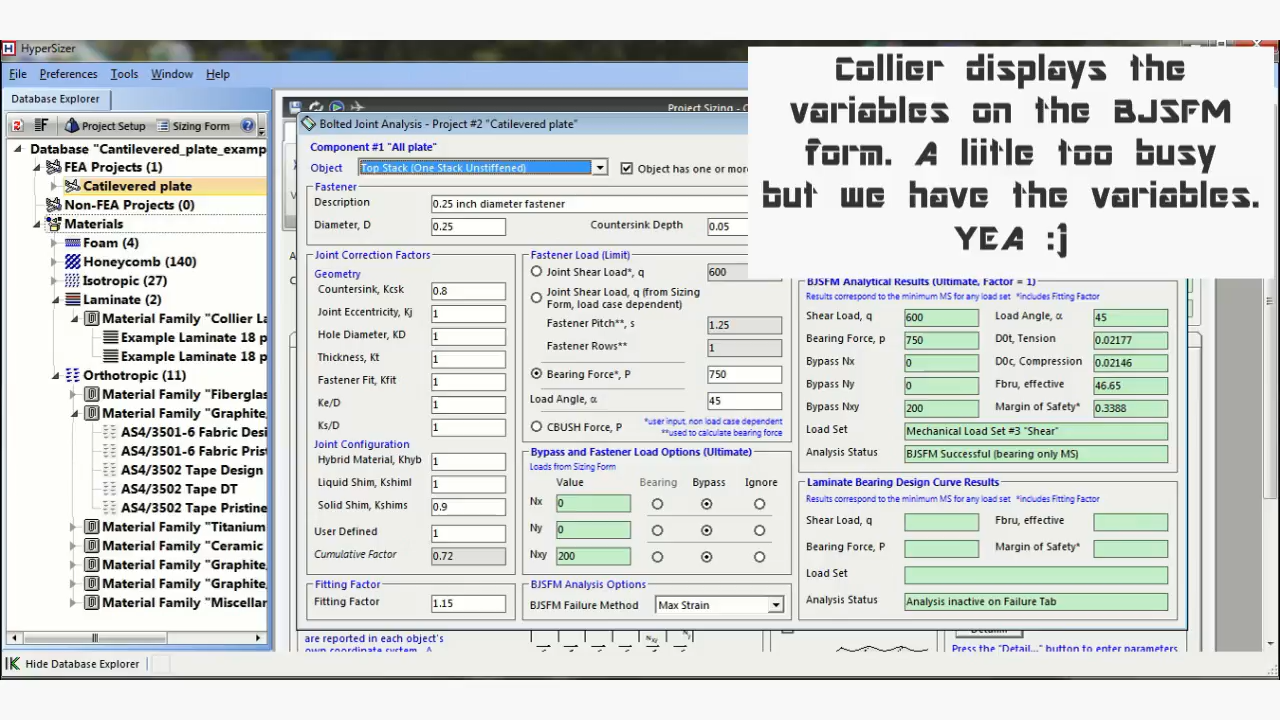 HyperSizer
File Preferences Tools Window Help
Database Explorer
Project Setup Sizing Form
Database "Cantilevered_plate_examp
FEA Projects (1)
Catilevered plate
Non-FEA Projects (0)
Materials
Foam (4)
Honeycomb (140)
Isotropic (27)
Laminate (2)
Material Family "Collier La
Example Laminate 18 p
Example Laminate 18 p
Orthotropic (11)
Material Family "Fiberglas
Material Family "Graphite,
AS4/3501-6 Fabric Desi
AS4/3501-6 Fabric Prist
AS4/3502 Tape Design
AS4/3502 Tape DT
AS4/3502 Tape Pristine
Material Family "Titanium
Material Family "Ceramic
Material Family "Graphite,
Material Family "Graphite,
Material Family "Miscellar
Hide Database Explorer
Project Sizing - C
Bolted Joint Analysis - Project #2 "Catilevered plate"
Component #1 "All plate"
Object Top Stack (One Stack Unstiffened) Object has one or more
Fastener
Description 0.25 inch diameter fastener
Diameter, D 0.25 Countersink Depth 0.05
Joint Correction Factors
Geometry
Countersink, Kcsk 0.8
Joint Eccentricity, Kj 1
Hole Diameter, KD 1
Thickness, Kt 1
Fastener Fit, Kfit 1
Ke/D 1
Ks/D 1
Joint Configuration
Hybrid Material, Khyb 1
Liquid Shim, Kshiml 1
Solid Shim, Kshims 0.9
User Defined 1
Cumulative Factor 0.72
Fitting Factor
Fitting Factor 1.15
Fastener Load (Limit)
Joint Shear Load*, q 600
Joint Shear Load, q (from Sizing
Form, load case dependent)
Fastener Pitch**, s 1.25
Fastener Rows** 1
Bearing Force*, P 750
Load Angle, α 45
CBUSH Force, P
*user input, non load case dependent
**used to calculate bearing force
Bypass and Fastener Load Options (Ultimate)
Loads from Sizing Form
Value Bearing Bypass Ignore
Nx 0
Ny 0
Nxy 200
BJSFM Analysis Options
BJSFM Failure Method Max Strain
Collier displays the
variables on the BJSFM
form. A liitle too busy
but we have the variables.
YEA :j
BJSFM Analytical Results (Ultimate, Factor = 1)
Results correspond to the minimum MS for any load set *includes Fitting Factor
Shear Load, q 600 Load Angle, α 45
Bearing Force, p 750 D0t, Tension 0.02177
Bypass Nx 0 D0c, Compression 0.02146
Bypass Ny 0 Fbru, effective 46.65
Bypass Nxy 200 Margin of Safety* 0.3388
Load Set Mechanical Load Set #3 "Shear"
Analysis Status BJSFM Successful (bearing only MS)
Laminate Bearing Design Curve Results
Results correspond to the minimum MS for any load set *includes Fitting Factor
Shear Load, q Fbru, effective
Bearing Force, P Margin of Safety*
Load Set
Analysis Status Analysis inactive on Failure Tab
are reported in each object's
own coordinate system.
Press the "Detail..." button to enter parameters